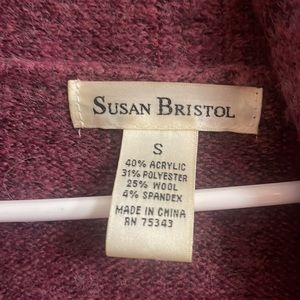 SUSAN BRISTOL
S
40% ACRYLIC
31% POLYESTER
25% WOOL
4% SPANDEX
MADE IN CHINA
RN 75343